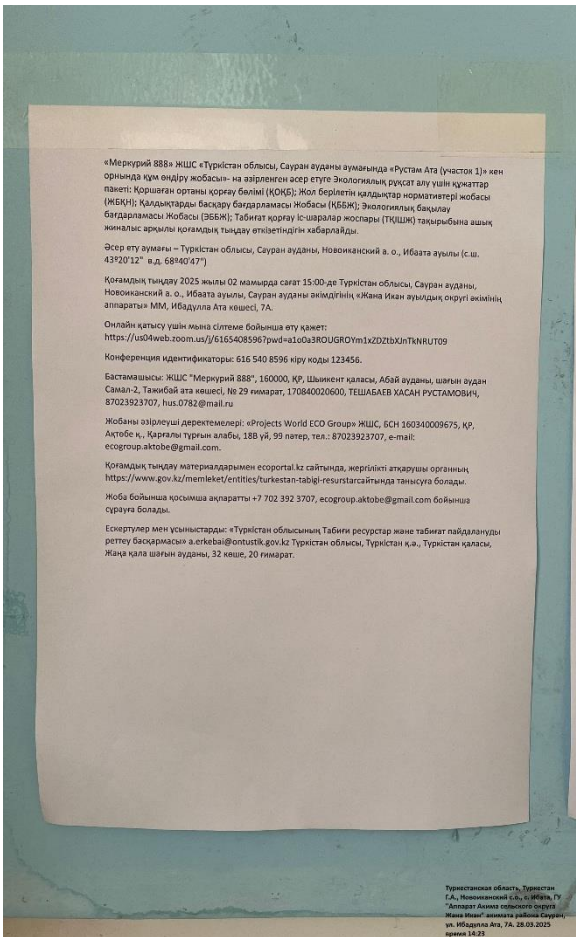 «Меркурий 888» ЖШС «Түркістан облысы, Сауран ауданы аумағында «Рустам Ата (участок 1)» кен
орнында құм өндіру жобасы»- на әзірленген әсер етуге Экологиялық рұқсат алу үшін құжаттар
пакеті: Қоршаған ортаны қорғау бөлімі (ҚОҚБ); Жол берілетін қалдықтар нормативтері жобасы
(ЖБҚН); Қалдықтарды басқару бағдарламасы Жобасы (ҚББЖ); Экологиялық бақылау
бағдарламасы Жобасы (ЭББЖ); Табиғат қорғау іс-шаралар жоспары (ТҚІШЖ) тақырыбына ашық
жиналыс арқылы қоғамдық тыңдау өткізетіндігін хабарлайды.
Әсер ету аумағы – Түркістан облысы, Сауран ауданы, Новоиканский а. о., Ибаата ауылы (с.ш.
43º20'12" в.д. 68º40'47")
Қоғамдық тыңдау 2025 жылы 02 мамырда сағат 15:00-де Түркістан облысы, Сауран ауданы,
Новоиканский а. о., Ибаата ауылы, Сауран ауданы әкімдігінің «Жана Икан ауылдық округі әкімінің
аппараты» ММ, Ибадулла Ата көшесі, 7А.
Онлайн қатысу үшін мына сілтеме бойынша өту қажет:
https://us04web.zoom.us/j/6165408596?pwd=a1o0a3ROUGROYm1xZDZtbXJnTkNRUT09
Конференция идентификаторы: 616 540 8596 кіру коды 123456.
Бастамашысы: ЖШС "Меркурий 888", 160000, ҚР, Шымкент қаласы, Абай ауданы, шағын аудан
Самал-2, Тажибай ата көшесі, № 29 ғимарат, 170840020600, ТЕШАБАЕВ ХАСАН РУСТАМОВИЧ,
87023923707, hus.0782@mail.ru
Жобаны әзірлеуші деректемелері: «Projects World ECO Group» ЖШС, БСН 160340009675, ҚР,
Ақтөбе қ., Қарғалы тұрғын алабы, 18В үй, 99 пәтер, тел.: 87023923707, e-mail:
ecogroup.aktobe@gmail.com.
Қоғамдық тыңдау материалдарымен ecoportal.kz сайтында, жергілікті атқарушы органның
https://www.gov.kz/memleket/entities/turkestan-tabigi-resurstarсайтында танысуға болады.
Жоба бойынша қосымша ақпаратты +7 702 392 3707, ecogroup.aktobe@gmail.com бойынша
сұрауға болады.
Ескертулер мен ұсыныстарды: «Түркістан облысының Табиғи ресурстар және табиғат пайдалануды
реттеу басқармасы» a.erkebai@ontustik.gov.kz Түркістан облысы, Түркістан қ.ә., Түркістан қаласы,
Жаңа қала шағын ауданы, 32 көше, 20 ғимарат.
Туркестанская область, Туркестан
Г.А., Новоиканский с.о., с. Ибата, ГУ
"Аппарат Акима сельского округа
Жана Икан" акимата района Сауран,
ул. Ибадулла Ата, 7А. 28.03.2025
время 14:23